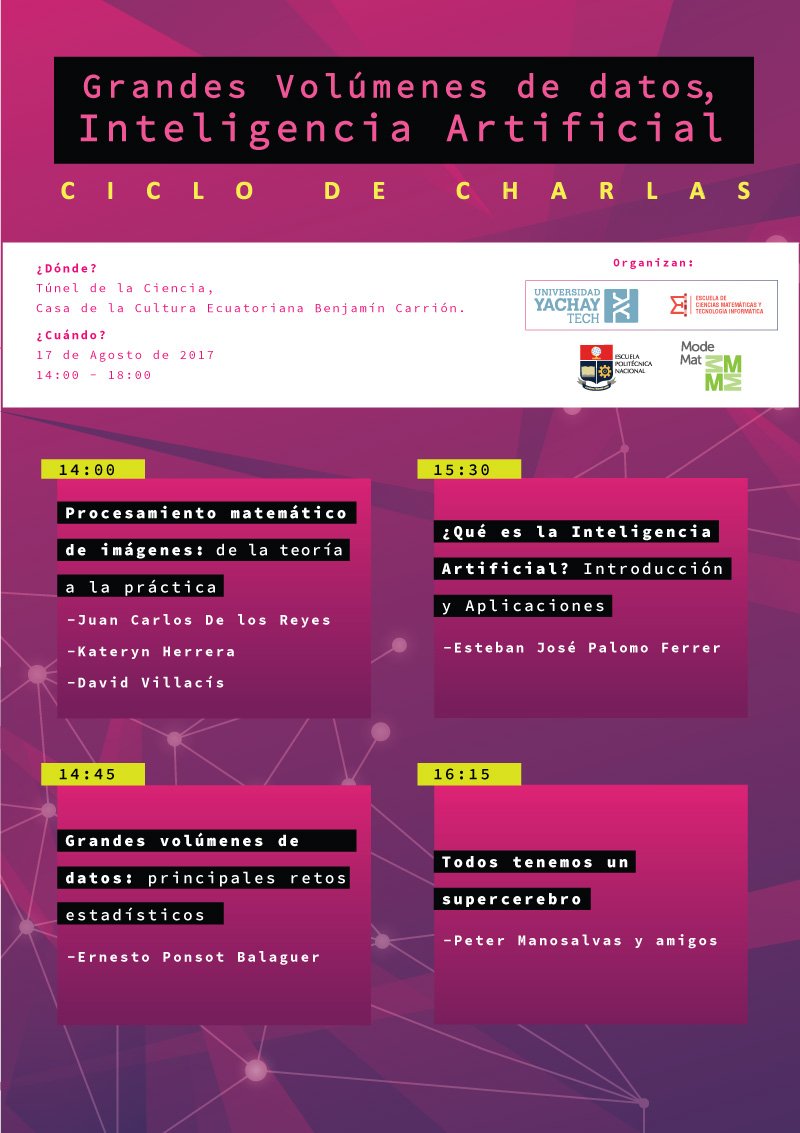 Grandes Volúmenes de datos,
Inteligencia Artificial
CICLO DE CHARLAS
¿Dónde?
Túnel de la Ciencia,
Casa de la Cultura Ecuatoriana Benjamín Carrión.
¿Cuándo?
17 de Agosto de 2017
14:00 - 18:00
Organizan:
UNIVERSIDAD
YACHAY
TECH
ESCUELA DE
CIENCIAS MATEMÁTICAS Y
TECNOLOGÍA INFORMÁTICA
ESCUELA
POLITÉCNICA
NACIONAL
Mode
Mat
MM
MM
14:00
Procesamiento matemático
de imágenes: de la teoría
a la práctica
-Juan Carlos De los Reyes
-Kateryn Herrera
-David Villacís
14:45
Grandes volúmenes de
datos: principales retos
estadísticos
-Ernesto Ponsot Balaguer
15:30
¿Qué es la Inteligencia
Artificial? Introducción
y Aplicaciones
-Esteban José Palomo Ferrer
16:15
Todos tenemos un
supercerebro
-Peter Manosalvas y amigos